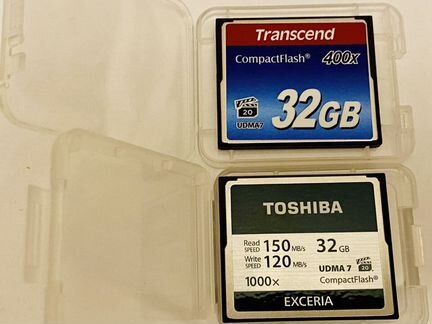 Transcend
CompactFlash® 400x
20
UDMA7
32GB
TOSHIBA
Read SPEED 150 MB/s 32 GB
Write SPEED 120 MB/s UDMA 7 20
1000x CompactFlash®
EXCERIA